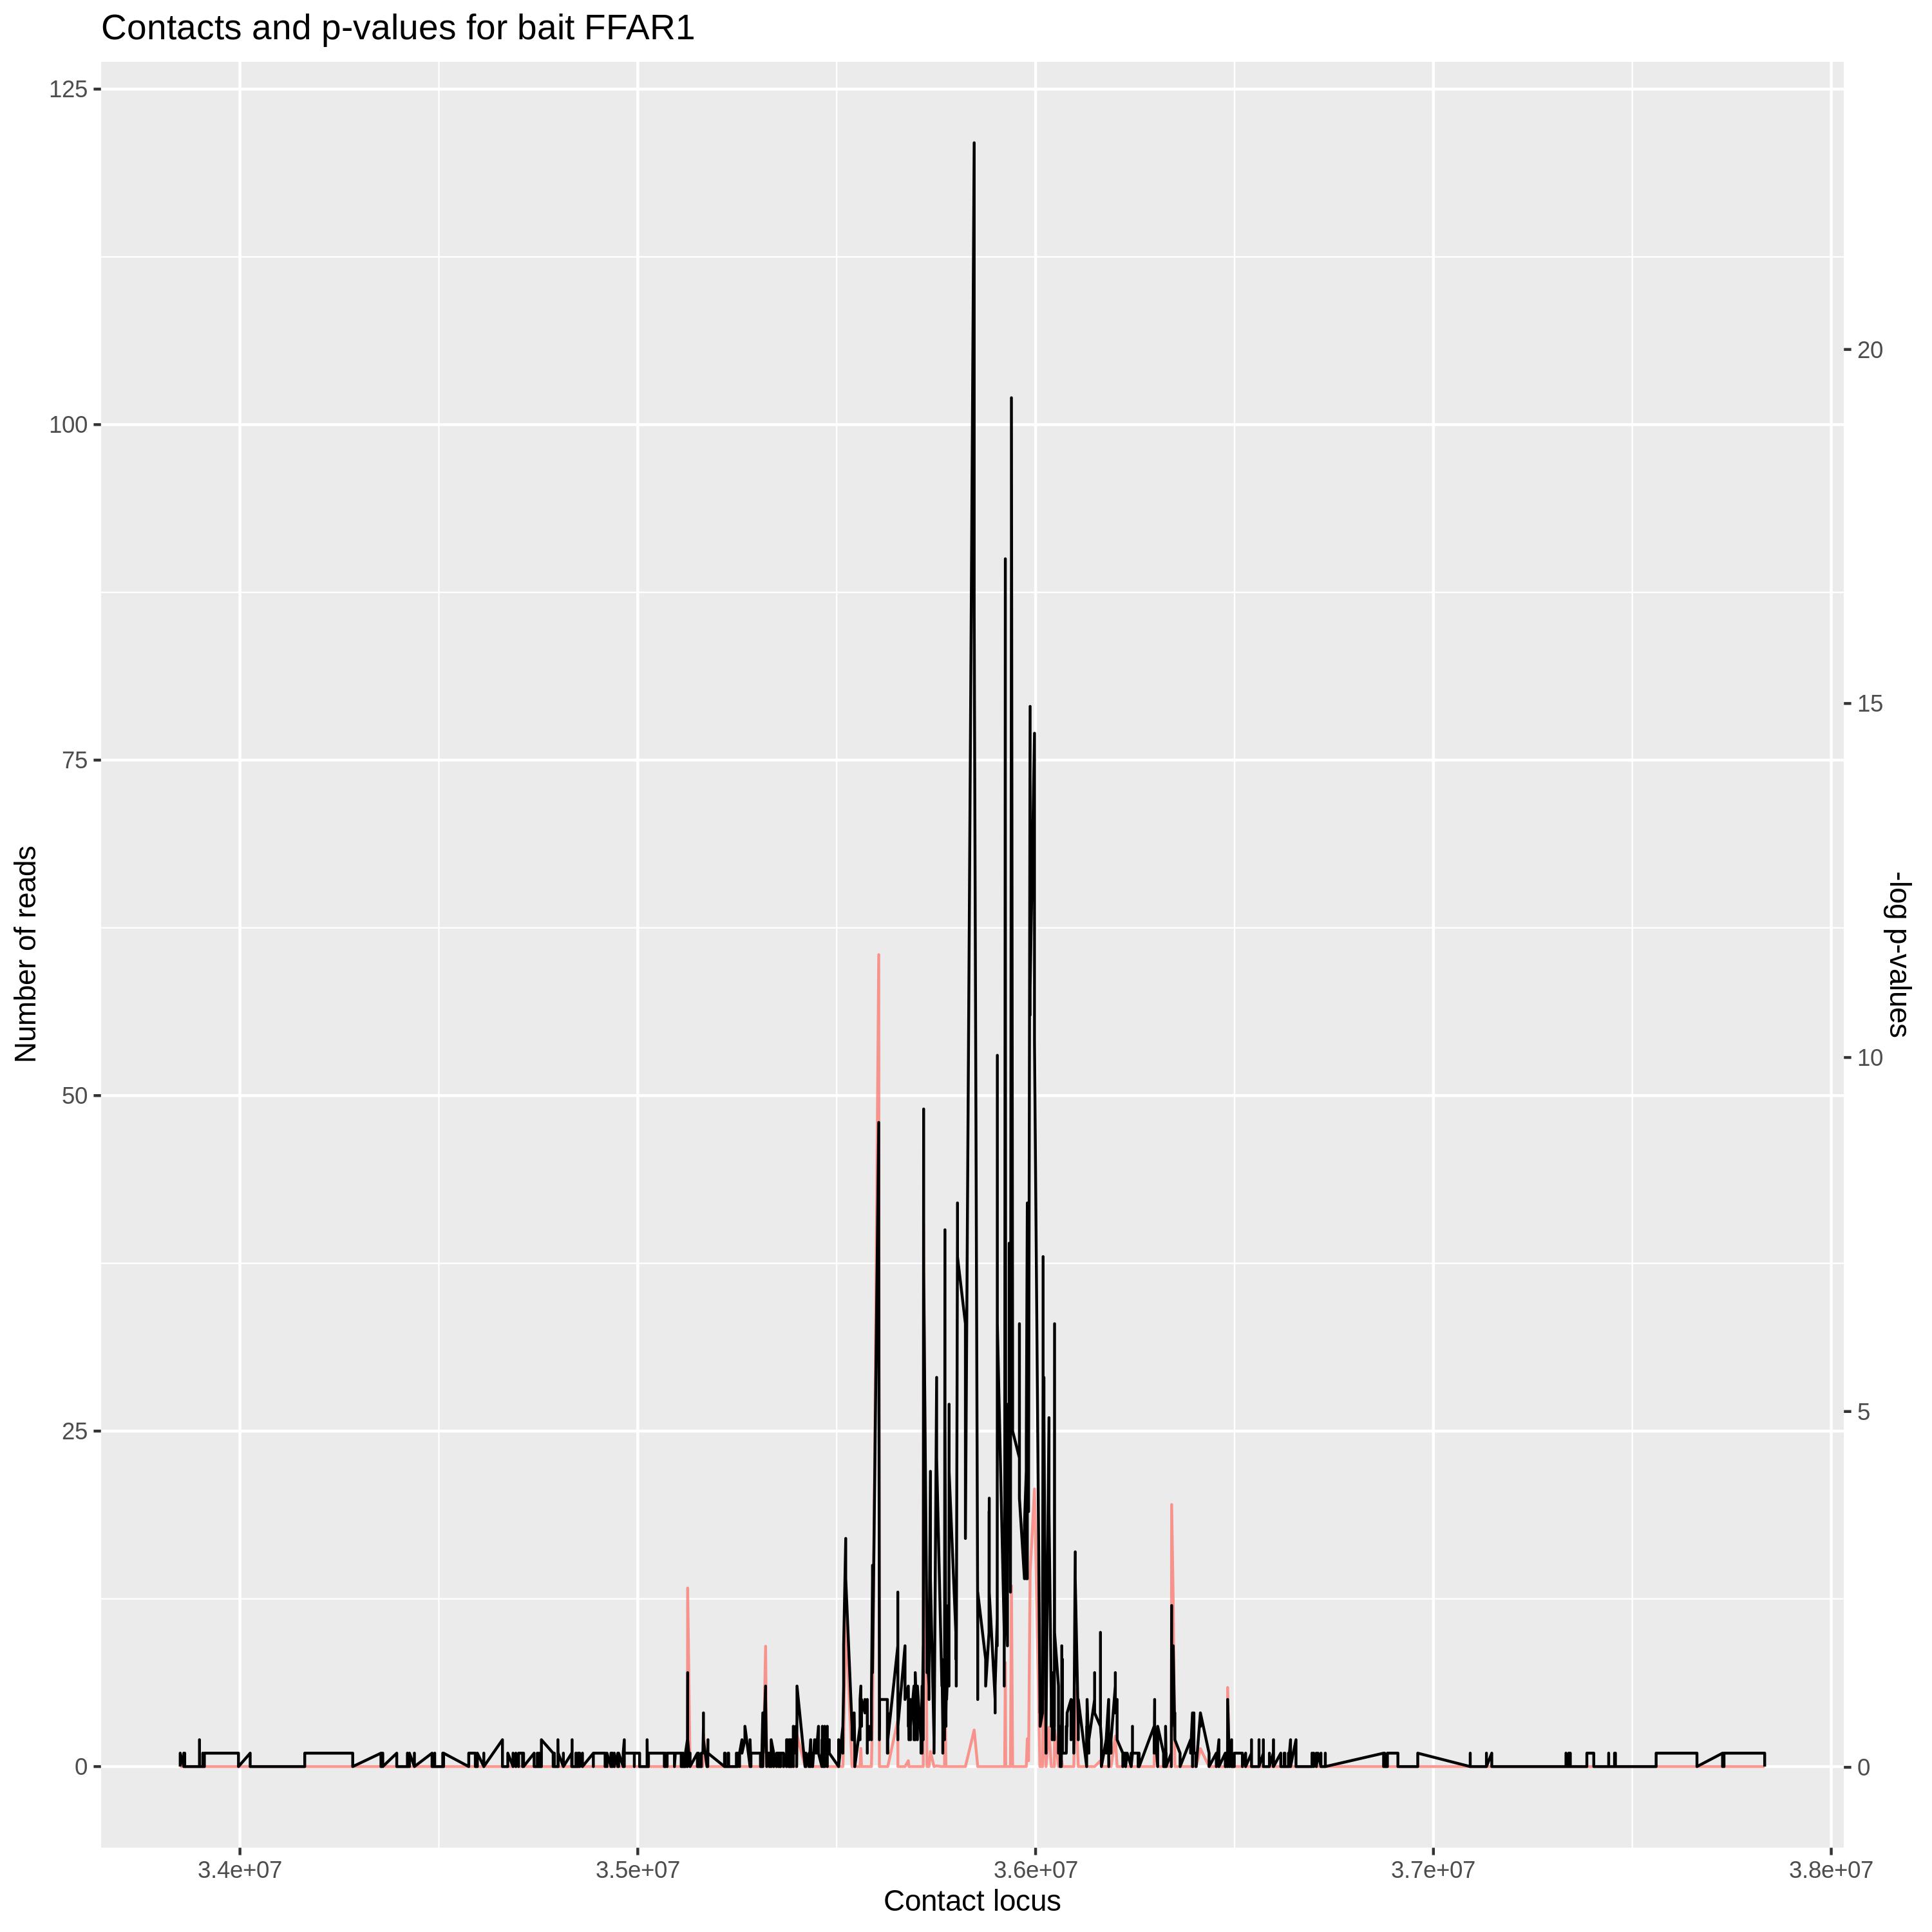 Contacts and p-values for bait FFAR1
125
100
75
50
25
0
Number of reads
20
15
10
5
0
-log p-values
3.4e+07 3.5e+07 3.6e+07 3.7e+07 3.8e+07
Contact locus